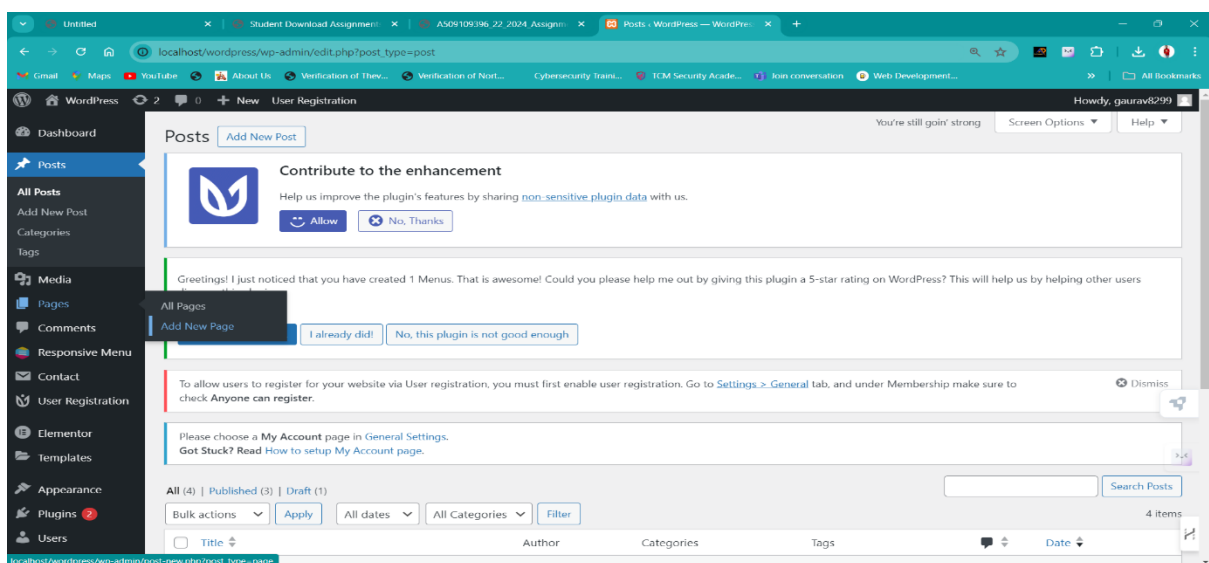 Untitled
Student Download Assignment
A509109396_22_2024_Assignm
Posts ‹ WordPress — WordPre
localhost/wordpress/wp-admin/edit.php?post_type=post
Gmail Maps YouTube About Us Verification of Thev... Verification of Nort... Cybersecurity Traini... TCM Security Acade... Join conversation Web Development... » All Bookmarks
WordPress 2 0 + New User Registration Howdy, gaurav8299
You're still goin' strong Screen Options ▼ Help ▼
Dashboard
Posts
All Posts
Add New Post
Categories
Tags
Media
Pages
All Pages
Add New Page
Comments
Responsive Menu
Contact
User Registration
Elementor
Templates
Appearance
Plugins 2
Users
Posts Add New Post
Contribute to the enhancement
Help us improve the plugin's features by sharing non-sensitive plugin data with us.
Allow No, Thanks
Greetings! I just noticed that you have created 1 Menus. That is awesome! Could you please help me out by giving this plugin a 5-star rating on WordPress? This will help us by helping other users
I already did! No, this plugin is not good enough
To allow users to register for your website via User registration, you must first enable user registration. Go to Settings > General tab, and under Membership make sure to
check Anyone can register.
Dismiss
Please choose a My Account page in General Settings.
Got Stuck? Read How to setup My Account page.
All (4) | Published (3) | Draft (1)
Search Posts
Bulk actions Apply All dates All Categories Filter 4 items
Title Author Categories Tags Date
localhost/wordpress/wp-admin/post-new.php?post_type=page